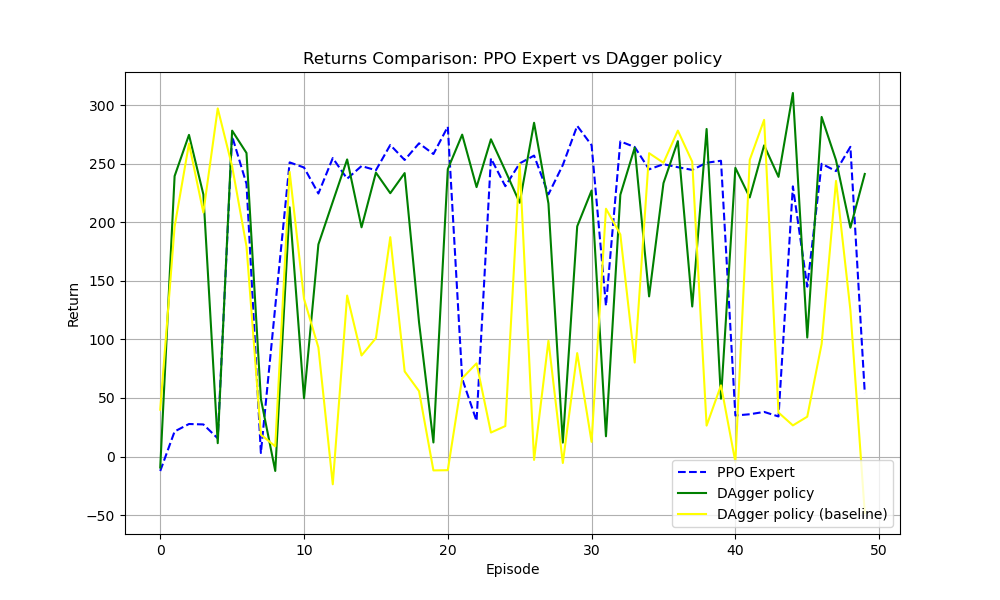 Returns Comparison: PPO Expert vs DAgger policy
Return
300
250
200
150
100
50
0
−50
0 10 20 30 40 50
Episode
PPO Expert
DAgger policy
DAgger policy (baseline)